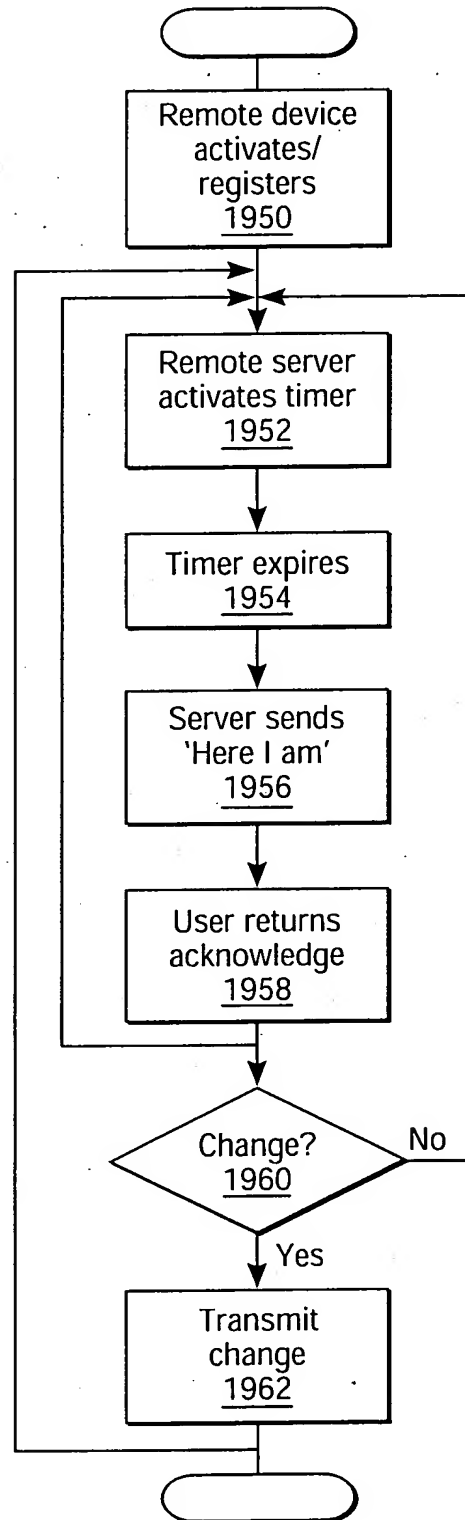 Remote device
activates/
registers
1950
Remote server
activates timer
1952
Timer expires
1954
Server sends
'Here I am'
1956
User returns
acknowledge
1958
Change?
1960
No
Yes
Transmit
change
1962